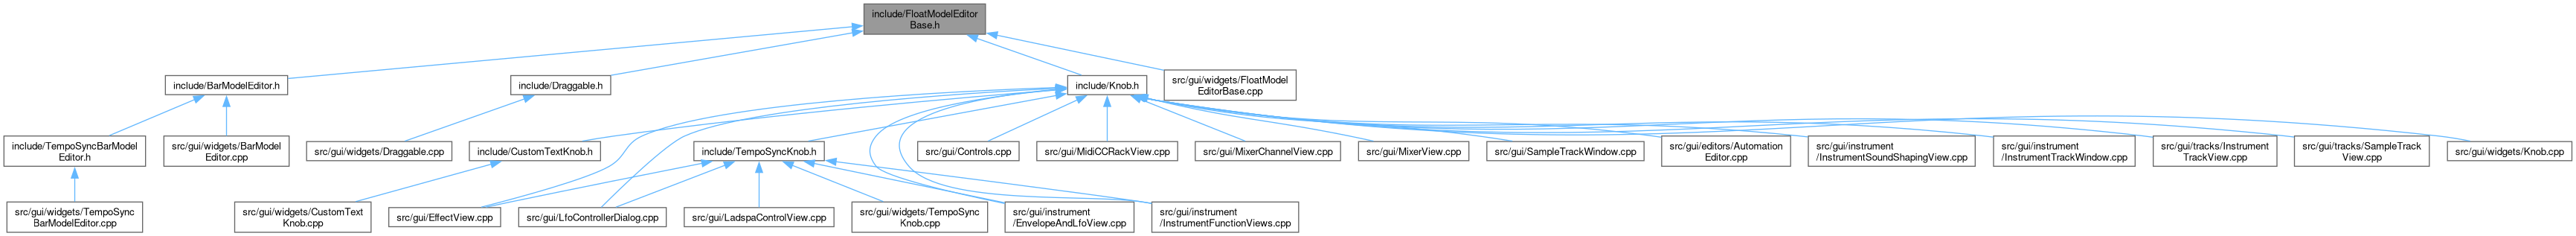 include/FloatModelEditor
Base.h
include/BarModelEditor.h
include/Draggable.h
include/Knob.h
src/gui/widgets/FloatModel
EditorBase.cpp
include/TempoSyncBarModel
Editor.h
src/gui/widgets/BarModel
Editor.cpp
src/gui/widgets/Draggable.cpp
include/CustomTextKnob.h
include/TempoSyncKnob.h
src/gui/Controls.cpp
src/gui/MidiCCRackView.cpp
src/gui/MixerChannelView.cpp
src/gui/MixerView.cpp
src/gui/SampleTrackWindow.cpp
src/gui/editors/Automation
Editor.cpp
src/gui/instrument
/InstrumentSoundShapingView.cpp
src/gui/instrument
/InstrumentTrackWindow.cpp
src/gui/tracks/Instrument
TrackView.cpp
src/gui/tracks/SampleTrack
View.cpp
src/gui/widgets/Knob.cpp
src/gui/widgets/TempoSync
BarModelEditor.cpp
src/gui/widgets/CustomText
Knob.cpp
src/gui/EffectView.cpp
src/gui/LfoControllerDialog.cpp
src/gui/LadspaControlView.cpp
src/gui/widgets/TempoSync
Knob.cpp
src/gui/instrument
/EnvelopeAndLfoView.cpp
src/gui/instrument
/InstrumentFunctionViews.cpp